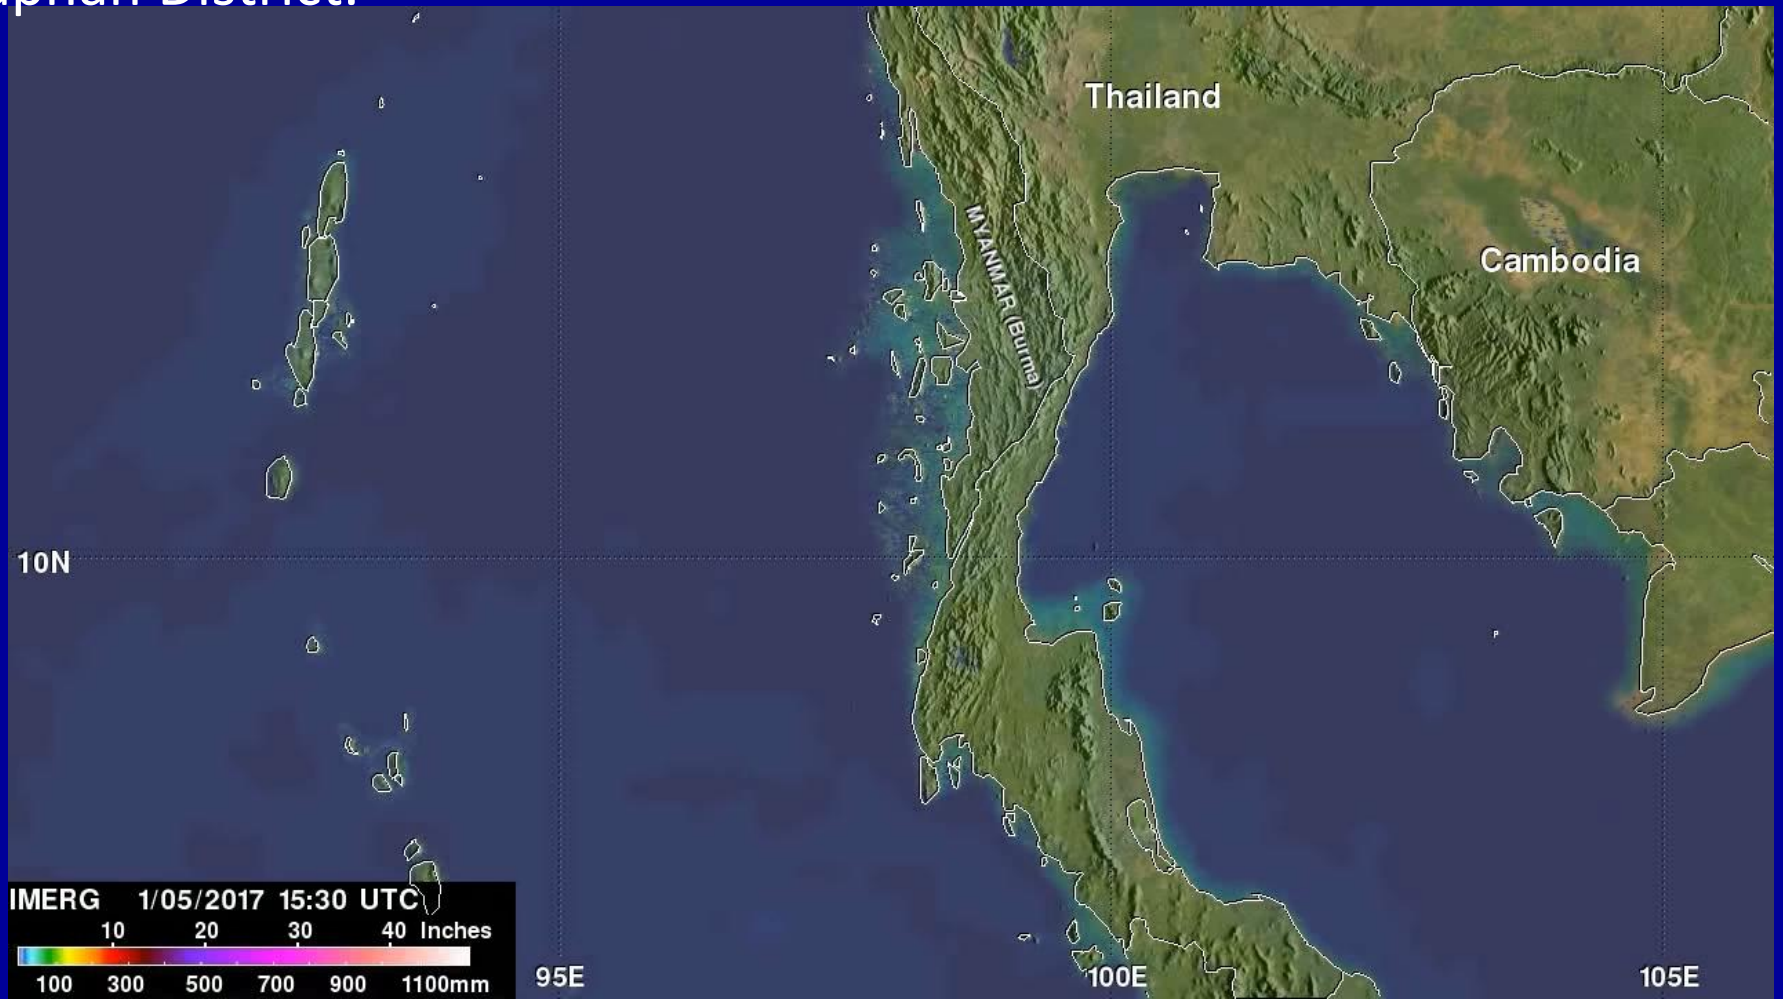 District.
Thailand
MYANMAR (Burma)
Cambodia
10N
IMERG 1/05/2017 15:30 UTC
10 20 30 40 Inches
100 300 500 700 900 1100mm
95E 100E 105E